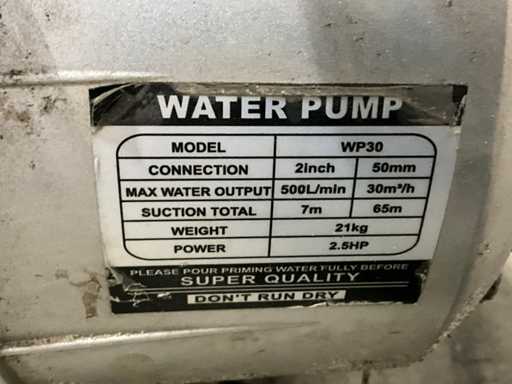 WATER PUMP
MODEL WP30
CONNECTION 2inch 50mm
MAX WATER OUTPUT 500L/min 30m³/h
SUCTION TOTAL 7m 65m
WEIGHT 21kg
POWER 2.5HP
PLEASE POUR PRIMING WATER FULLY BEFORE
SUPER QUALITY
DON'T RUN DRY